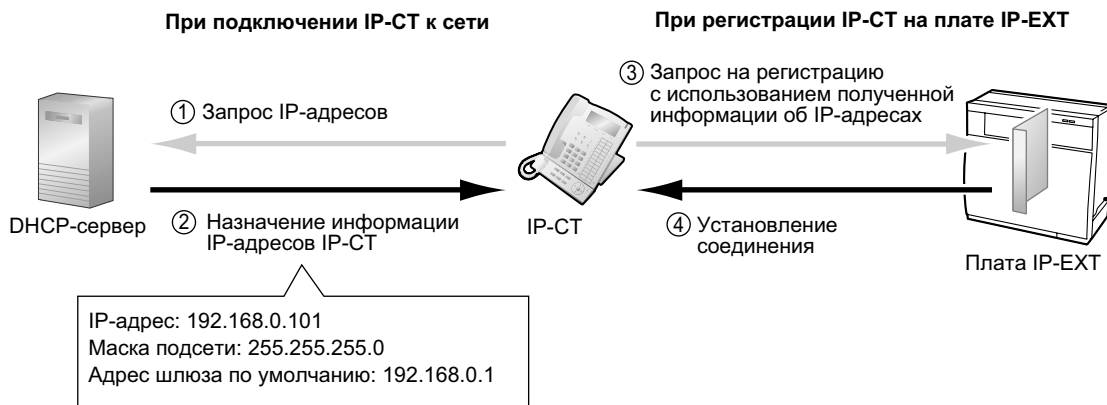 При подключении IP-CT к сети
При регистрации IP-CT на плате IP-EXT
① Запрос IP-адресов
③ Запрос на регистрацию
с использованием полученной
информации об IP-адресах
DHCP-сервер
② Назначение информации
IP-адресов IP-CT
IP-CT
④ Установление
соединения
Плата IP-EXT
IP-адрес: 192.168.0.101
Маска подсети: 255.255.255.0
Адрес шлюза по умолчанию: 192.168.0.1